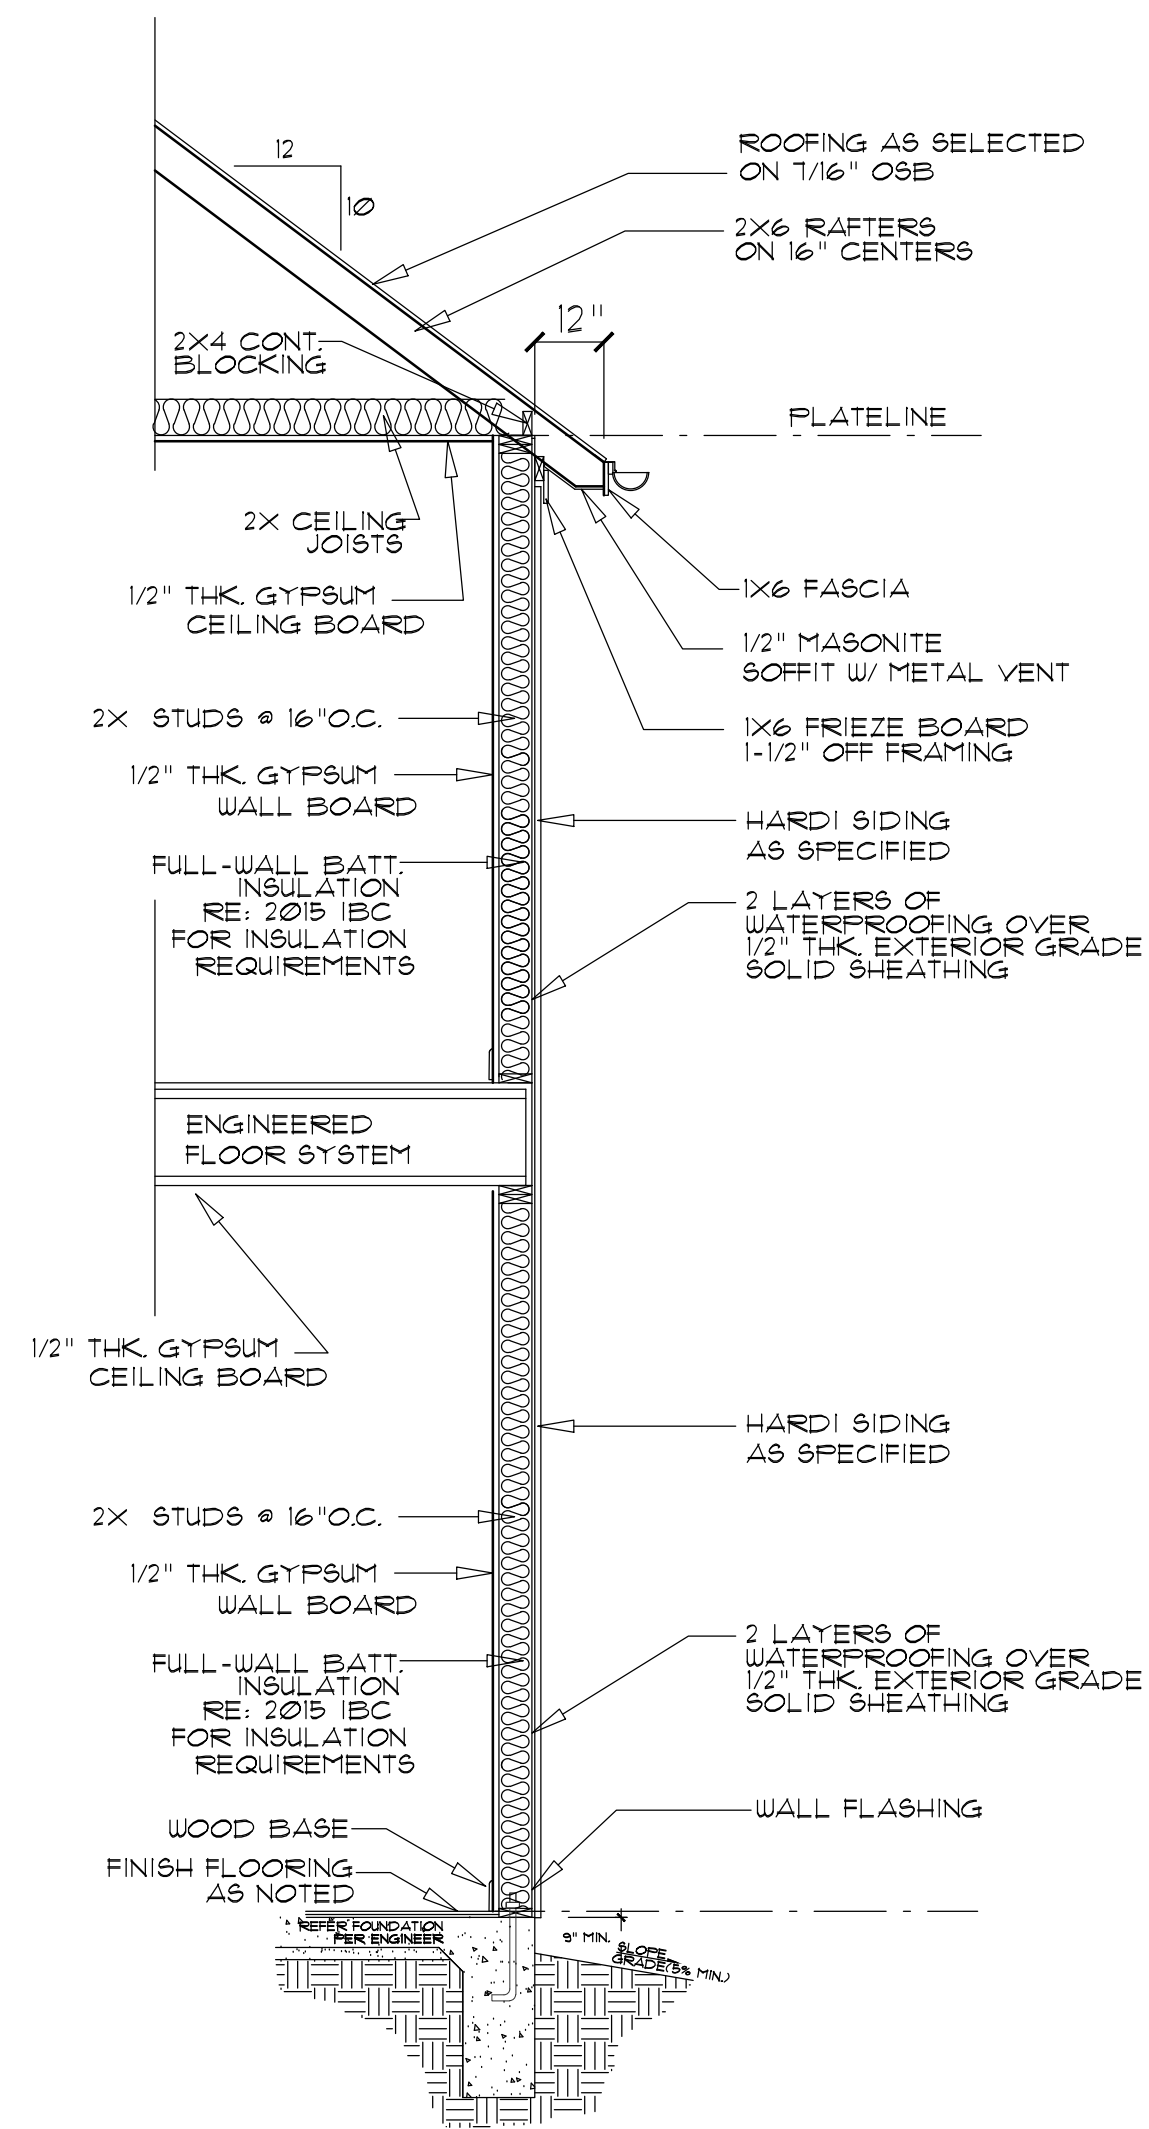 12
10
ROOFING AS SELECTED
ON 7/16" OSB
2X6 RAFTERS
ON 16" CENTERS
12"
2X4 CONT.
BLOCKING
PLATELINE
2X CEILING
JOISTS
1/2" THK. GYPSUM
CEILING BOARD
1X6 FASCIA
1/2" MASONITE
SOFFIT W/ METAL VENT
1X6 FRIEZE BOARD
1-1/2" OFF FRAMING
2X STUDS @ 16"O.C.
1/2" THK. GYPSUM
WALL BOARD
HARDI SIDING
AS SPECIFIED
FULL-WALL BATT.
INSULATION
RE: 2015 IBC
FOR INSULATION
REQUIREMENTS
2 LAYERS OF
WATERPROOFING OVER
1/2" THK. EXTERIOR GRADE
SOLID SHEATHING
ENGINEERED
FLOOR SYSTEM
1/2" THK. GYPSUM
CEILING BOARD
HARDI SIDING
AS SPECIFIED
2X STUDS @ 16"O.C.
1/2" THK. GYPSUM
WALL BOARD
FULL-WALL BATT.
INSULATION
RE: 2015 IBC
FOR INSULATION
REQUIREMENTS
2 LAYERS OF
WATERPROOFING OVER
1/2" THK. EXTERIOR GRADE
SOLID SHEATHING
WALL FLASHING
WOOD BASE
FINISH FLOORING
AS NOTED
REFER FOUNDATION
PER ENGINEER
9" MIN.
SLOPE
GRADE(5% MIN.)